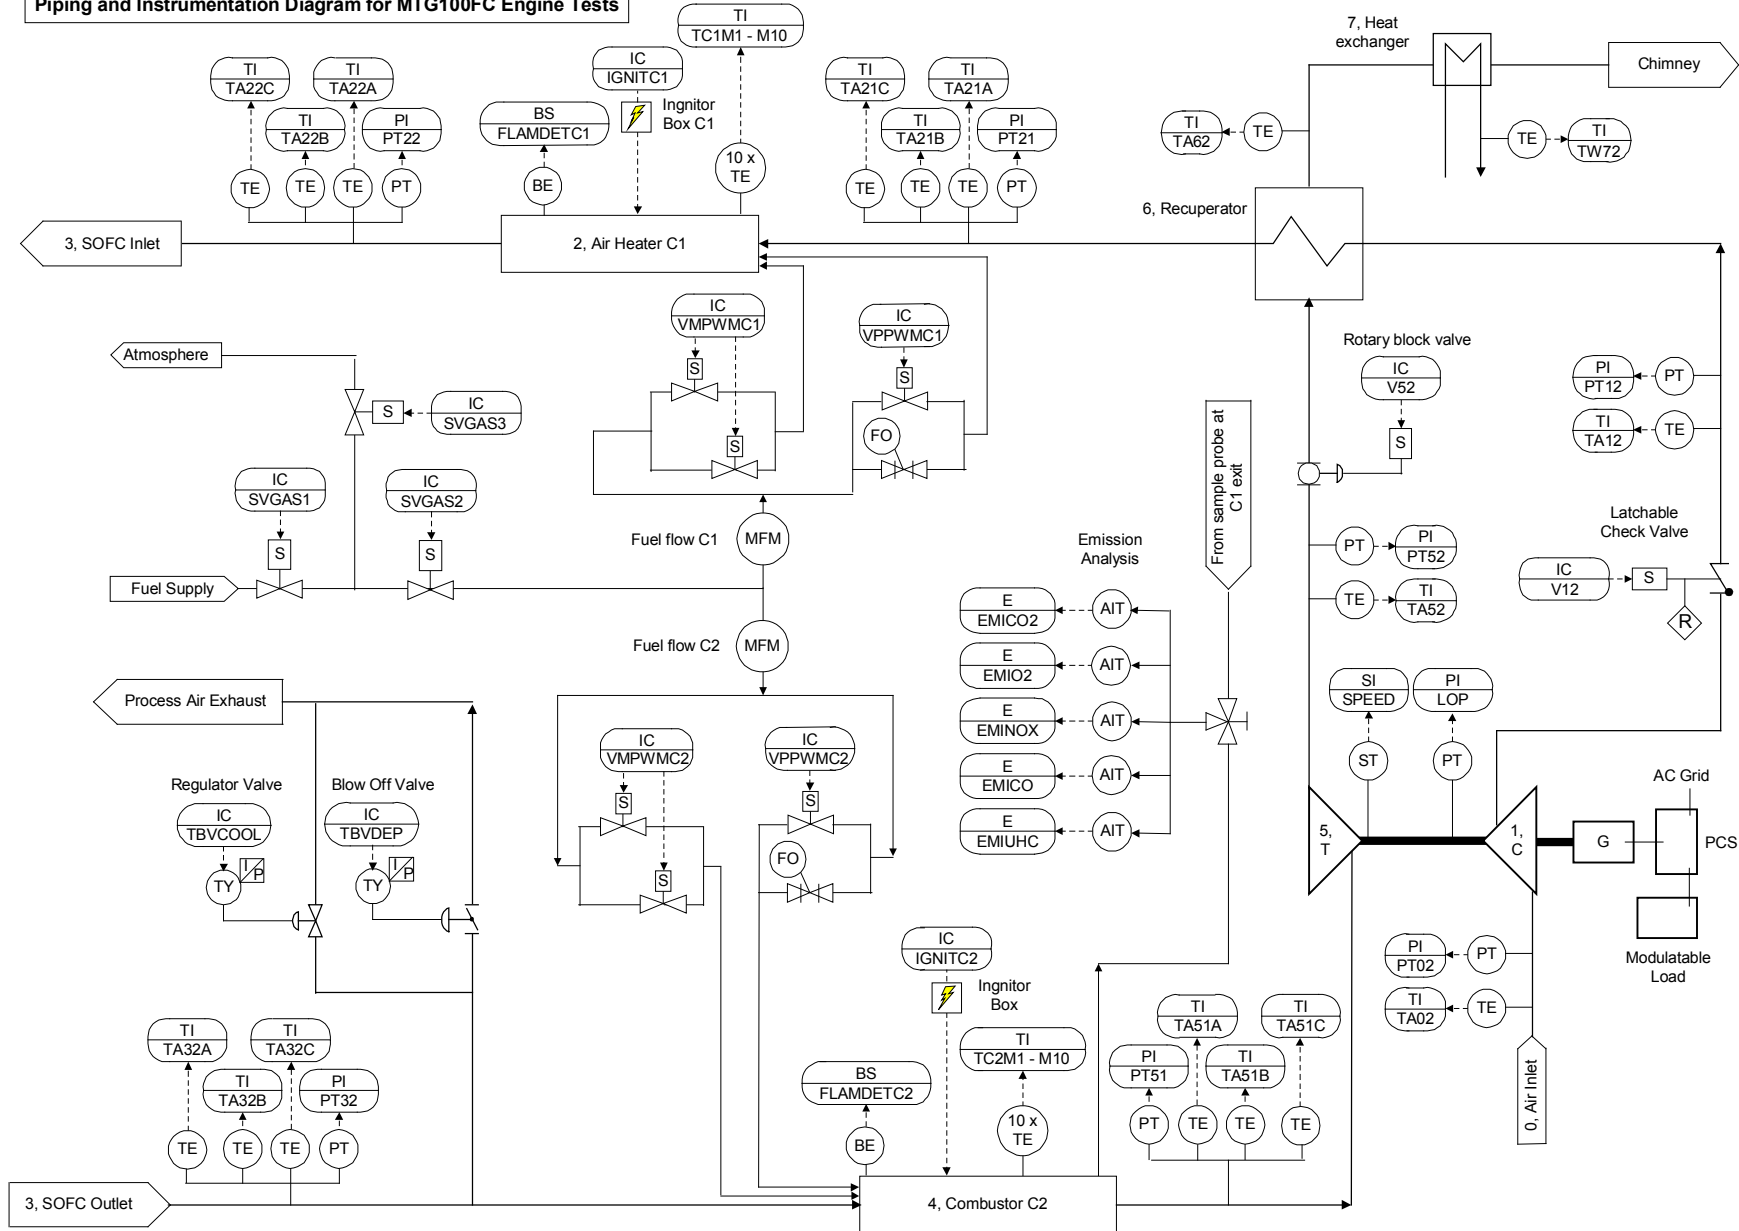 Piping and Instrumentation Diagram for MTG100FC Engine Tests
TI
TC1M1 - M10
7, Heat
exchanger
Chimney
TI
TA22C
TI
TA22A
IC
IGNITC1
TI
TA21C
TI
TA21A
Ingnitor
Box C1
BS
FLAMDETC1
TI
TA22B
PI
PT22
TI
TA21B
PI
PT21
TI
TA62
TE
TE
TI
TW72
TE
TE
TE
PT
BE
10 x
TE
TE
TE
TE
PT
6, Recuperator
3, SOFC Inlet
2, Air Heater C1
IC
VMPWMC1
IC
VPPWMC1
Rotary block valve
Atmosphere
S
S
IC
V52
PI
PT12
PT
S
IC
SVGAS3
TI
TA12
TE
S
FO
S
From sample probe at
C1 exit
IC
SVGAS1
IC
SVGAS2
Latchable
Check Valve
Fuel flow C1
MFM
Emission
Analysis
S
S
PT
PI
PT52
IC
V12
S
Fuel Supply
TE
TI
TA52
R
E
EMICO2
AIT
Fuel flow C2
MFM
E
EMIO2
AIT
Process Air Exhaust
SI
SPEED
PI
LOP
E
EMINOX
AIT
IC
VMPWMC2
IC
VPPWMC2
ST
PT
Regulator Valve
Blow Off Valve
E
EMICO
AIT
AC Grid
IC
TBVCOOL
IC
TBVDEP
S
S
E
EMIUHC
AIT
5,
T
1,
C
G
PCS
TY
I
P
TY
I
P
FO
S
Modulatable
Load
IC
IGNITC2
PI
PT02
PT
Ingnitor
Box
TI
TA02
TE
TI
TA32A
TI
TA32C
TI
TC2M1 - M10
TI
TA51A
TI
TA51C
TI
TA32B
PI
PT32
BS
FLAMDETC2
PI
PT51
TI
TA51B
0, Air Inlet
TE
TE
TE
PT
BE
10 x
TE
PT
TE
TE
TE
3, SOFC Outlet
4, Combustor C2